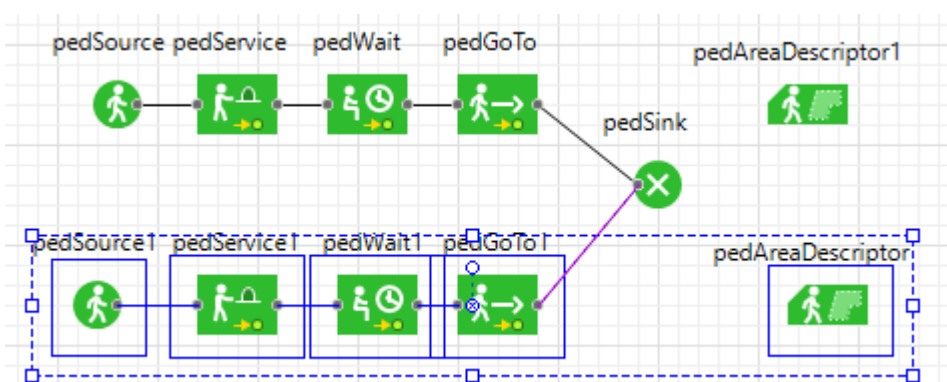 pedSource pedService pedWait pedGoTo
pedAreaDescriptor1
pedSink
pedSource1 pedService1 pedWait1 pedGoTo1
pedAreaDescriptor